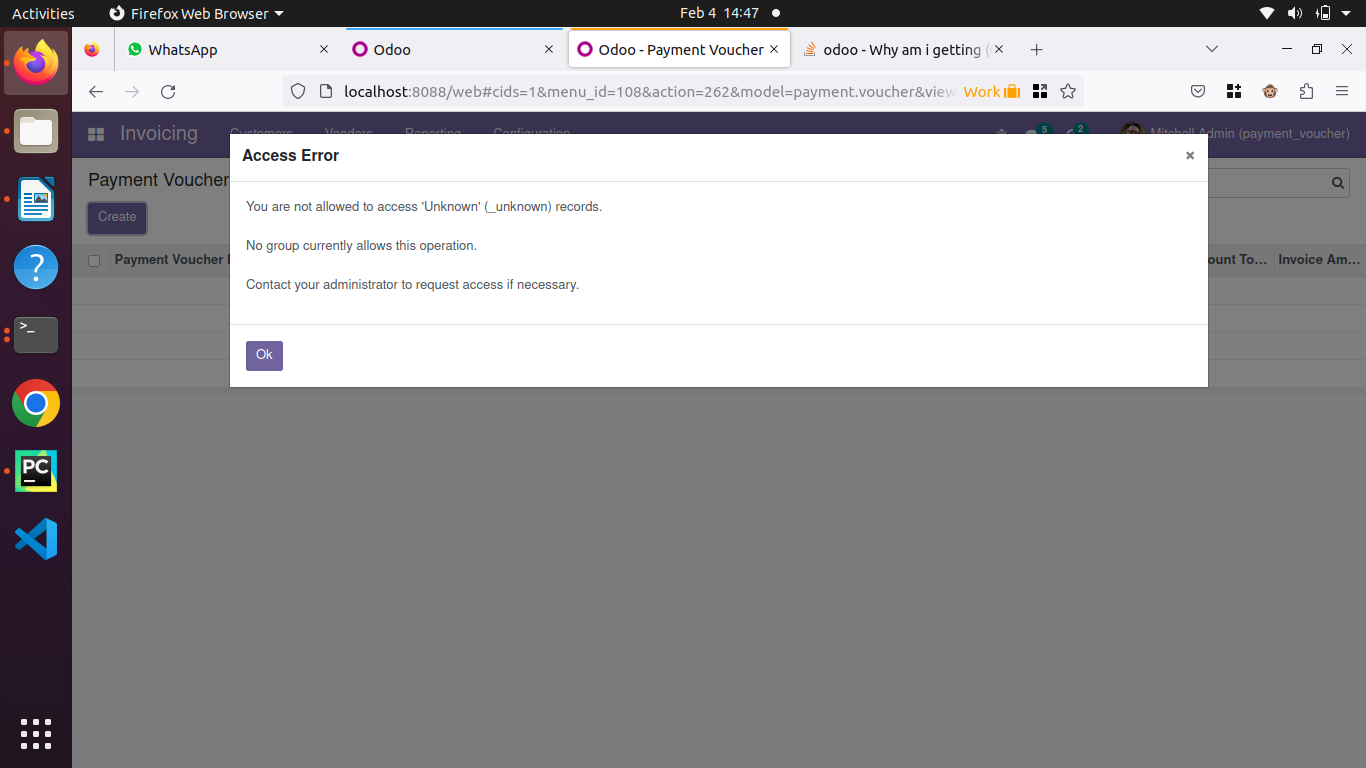 Activities Firefox Web Browser Feb 4 14:47
WhatsApp Odoo Odoo - Payment Voucher odoo - Why am i getting (
localhost:8088/web#cids=1&menu_id=108&action=262&model=payment.voucher&view Work
Invoicing Customers Vendors Reporting Configuration 5 2 Mitchell Admin (payment_voucher)
Access Error ×
Payment Voucher
You are not allowed to access 'Unknown' (_unknown) records.
Create
No group currently allows this operation.
Payment Voucher ount To... Invoice Am...
Contact your administrator to request access if necessary.
>_
Ok
PC